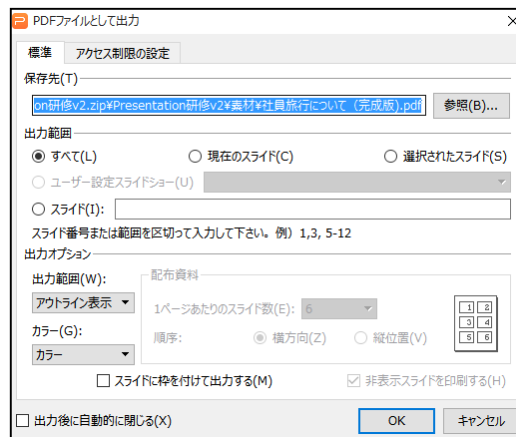 PDFファイルとして出力
標準 アクセス制限の設定
保存先(T)
on研修v2.zip¥Presentation研修v2¥素材¥社員旅行について（完成版).pdf 参照(B)...
出力範囲
すべて(L) 現在のスライド(C) 選択されたスライド(S)
ユーザー設定スライドショー(U)
スライド(I):
スライド番号または範囲を区切って入力して下さい。例）1,3, 5-12
出力オプション
出力範囲(W): 配布資料
アウトライン表示 1ページあたりのスライド数(E): 6 1 2
3 4
カラー(G): 順序: 横方向(Z) 縦位置(V) 5 6
カラー
スライドに枠を付けて出力する(M) 非表示スライドを印刷する(H)
出力後に自動的に閉じる(X) OK キャンセル